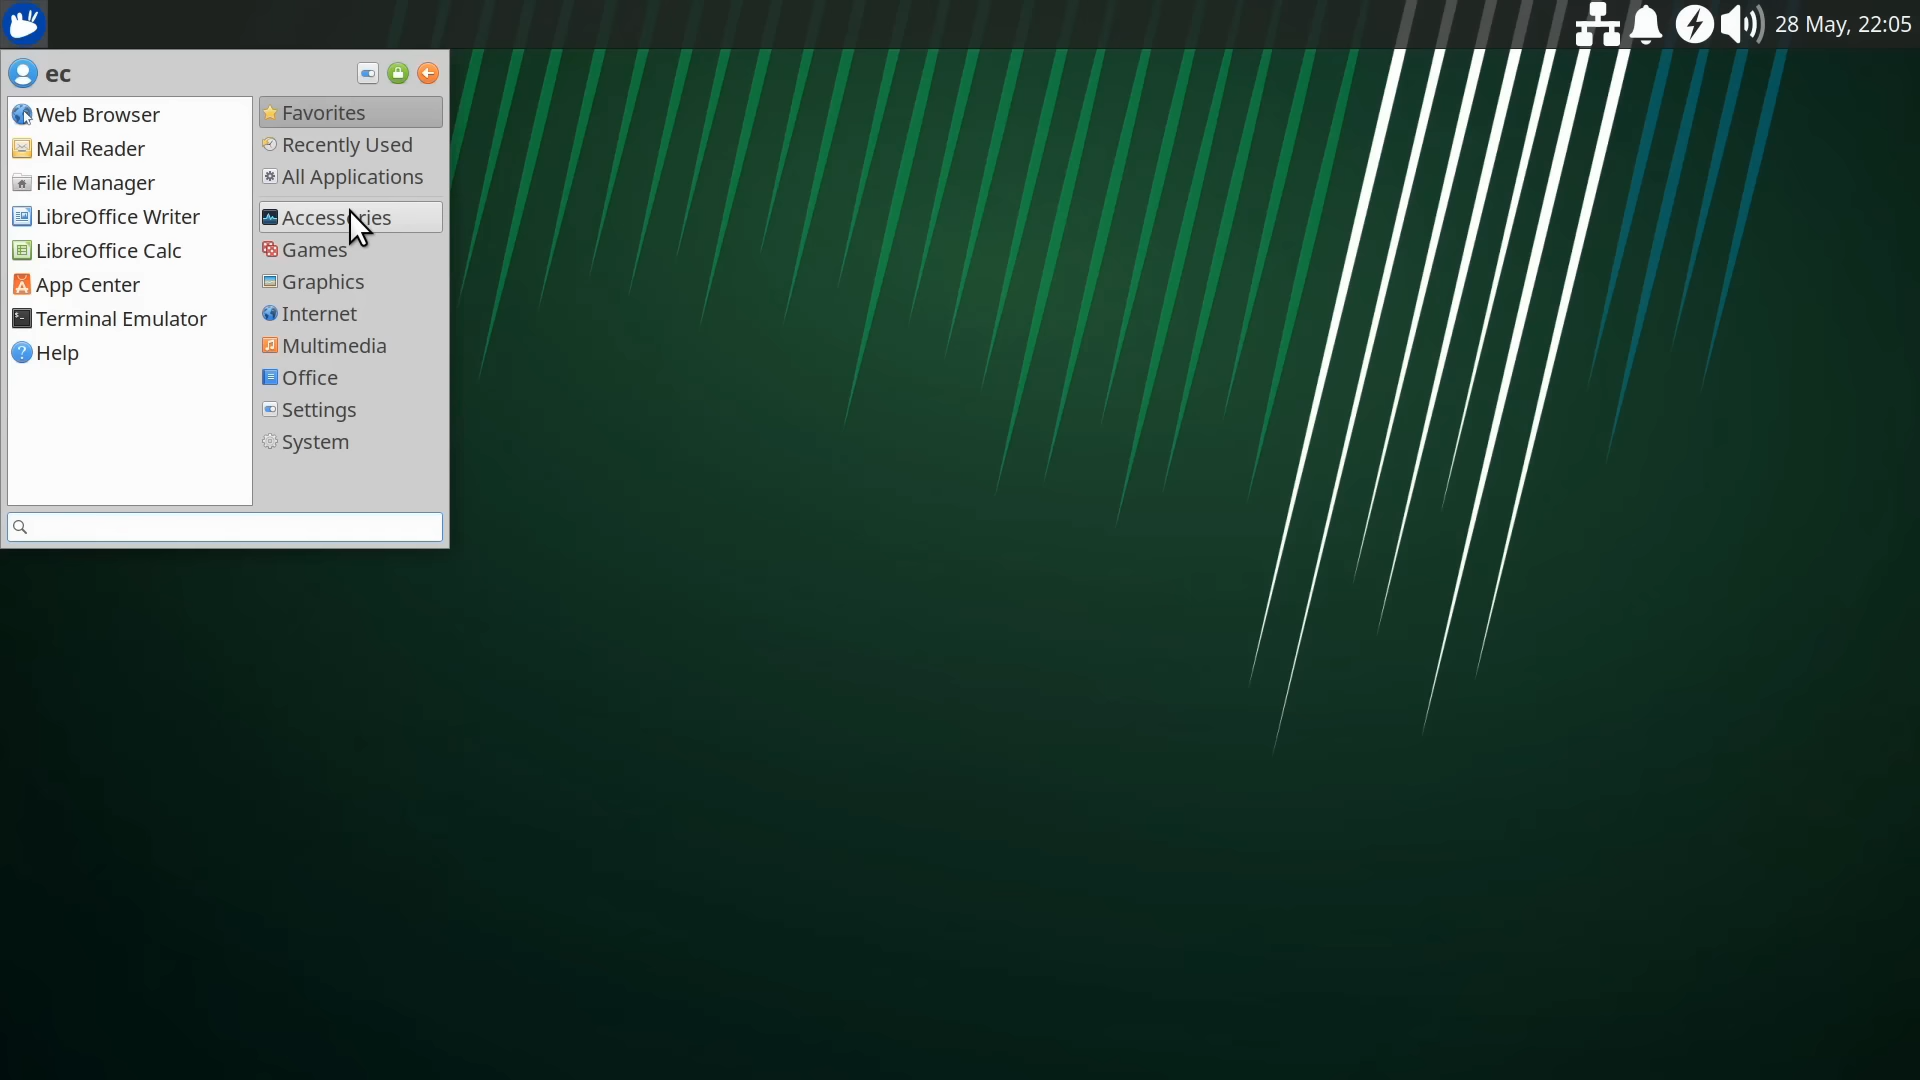 28 May, 22:05
ec
Web Browser
Mail Reader
File Manager
LibreOffice Writer
LibreOffice Calc
App Center
Terminal Emulator
Help
Favorites
Recently Used
All Applications
Accessories
Games
Graphics
Internet
Multimedia
Office
Settings
System